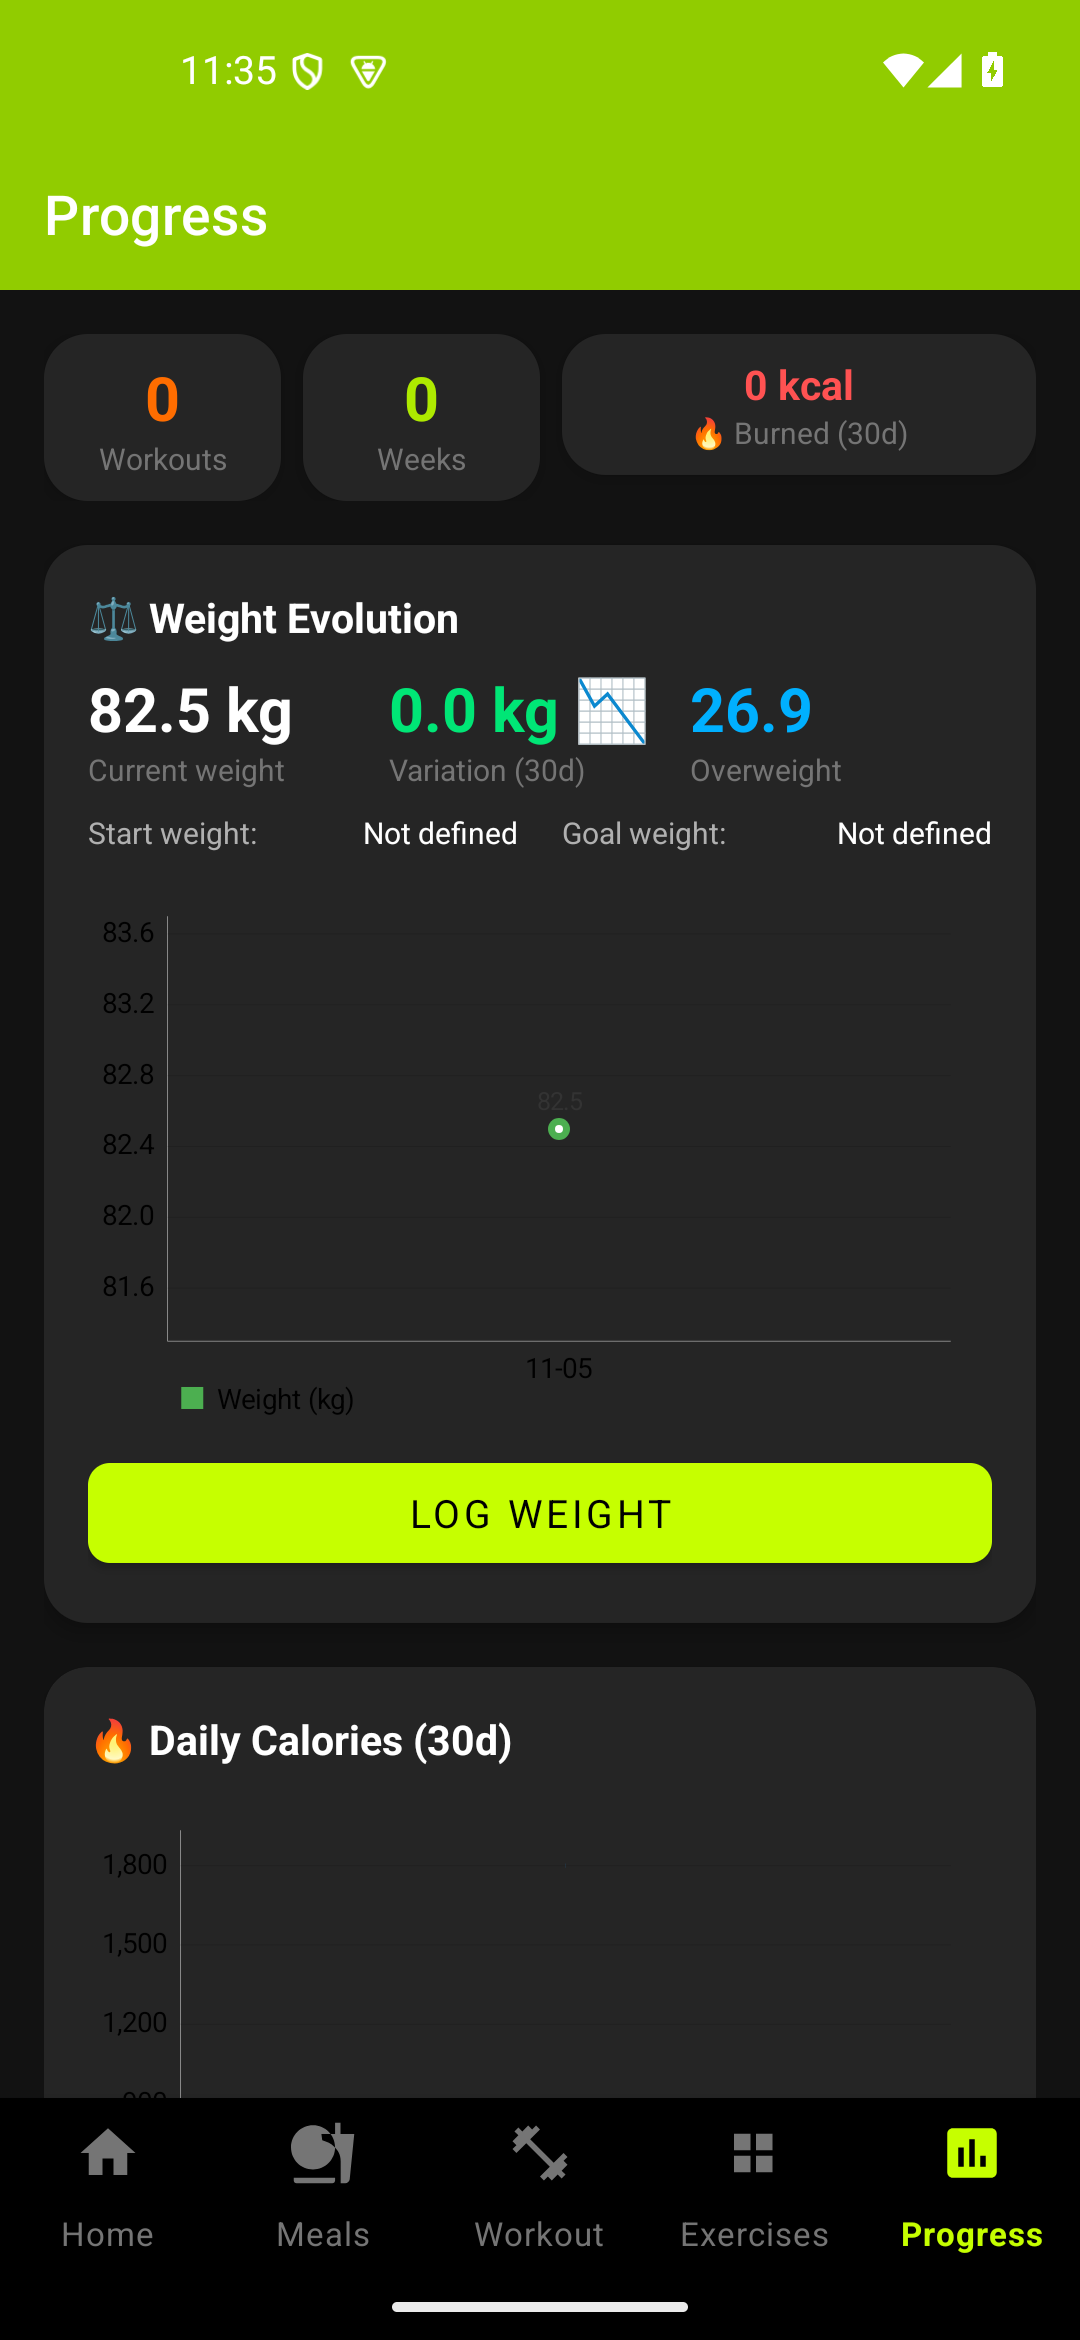 11:35
Progress
0
Workouts
0
Weeks
0 kcal
🔥 Burned (30d)
⚖️ Weight Evolution
82.5 kg
Current weight
0.0 kg 📉
Variation (30d)
26.9
Overweight
Start weight: Not defined
Goal weight: Not defined
83.6
83.2
82.8
82.5
82.4
82.0
81.6
11-05
Weight (kg)
LOG WEIGHT
🔥 Daily Calories (30d)
1,800
1,500
1,200
Home
Meals
Workout
Exercises
Progress